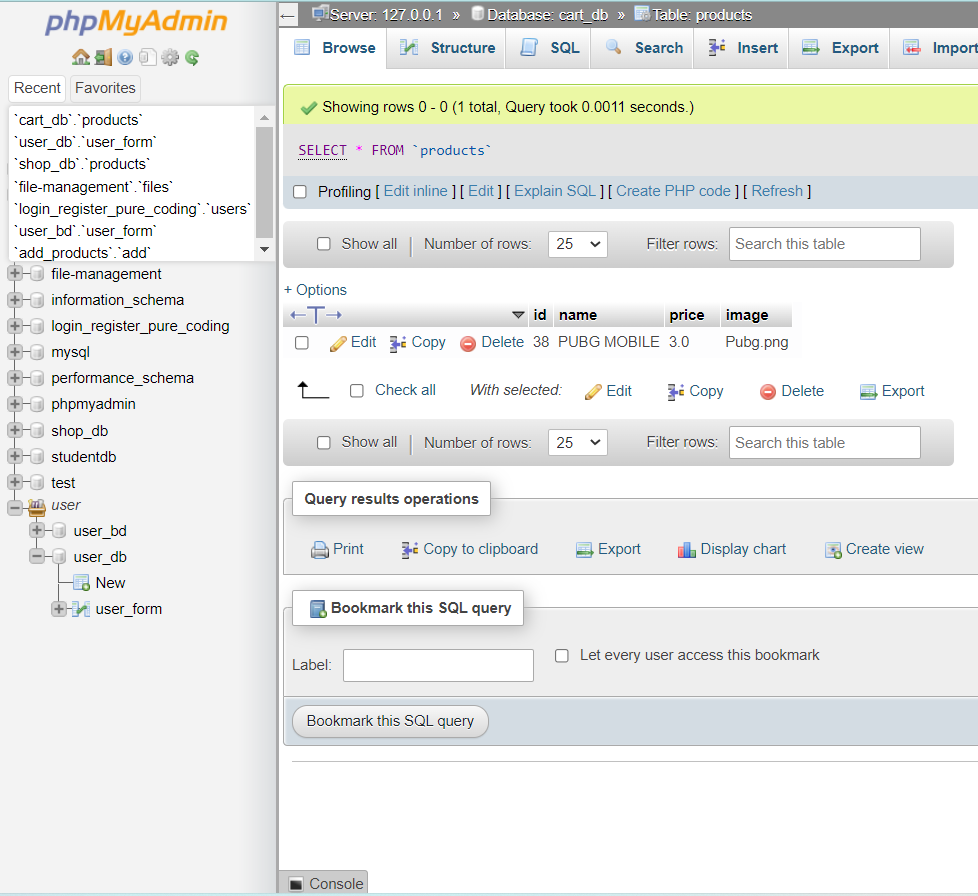 phpMyAdmin
Recent Favorites
`cart_db`.`products`
`user_db`.`user_form`
`shop_db`.`products`
`file-management`.`files`
`login_register_pure_coding`.`users`
`user_bd`.`user_form`
`add_products`.`add`
file-management
information_schema
login_register_pure_coding
mysql
performance_schema
phpmyadmin
shop_db
studentdb
test
user
user_bd
user_db
New
user_form
Server: 127.0.0.1 » Database: cart_db » Table: products
Browse Structure SQL Search Insert Export Import
Showing rows 0 - 0 (1 total, Query took 0.0011 seconds.)
SELECT * FROM `products`
Profiling [ Edit inline ] [ Edit ] [ Explain SQL ] [ Create PHP code ] [ Refresh ]
Show all | Number of rows: 25 Filter rows: Search this table
+ Options
←T→ id name price image
Edit Copy Delete 38 PUBG MOBILE 3.0 Pubg.png
Check all With selected: Edit Copy Delete Export
Show all | Number of rows: 25 Filter rows: Search this table
Query results operations
Print Copy to clipboard Export Display chart Create view
Bookmark this SQL query
Label: Let every user access this bookmark
Bookmark this SQL query
Console